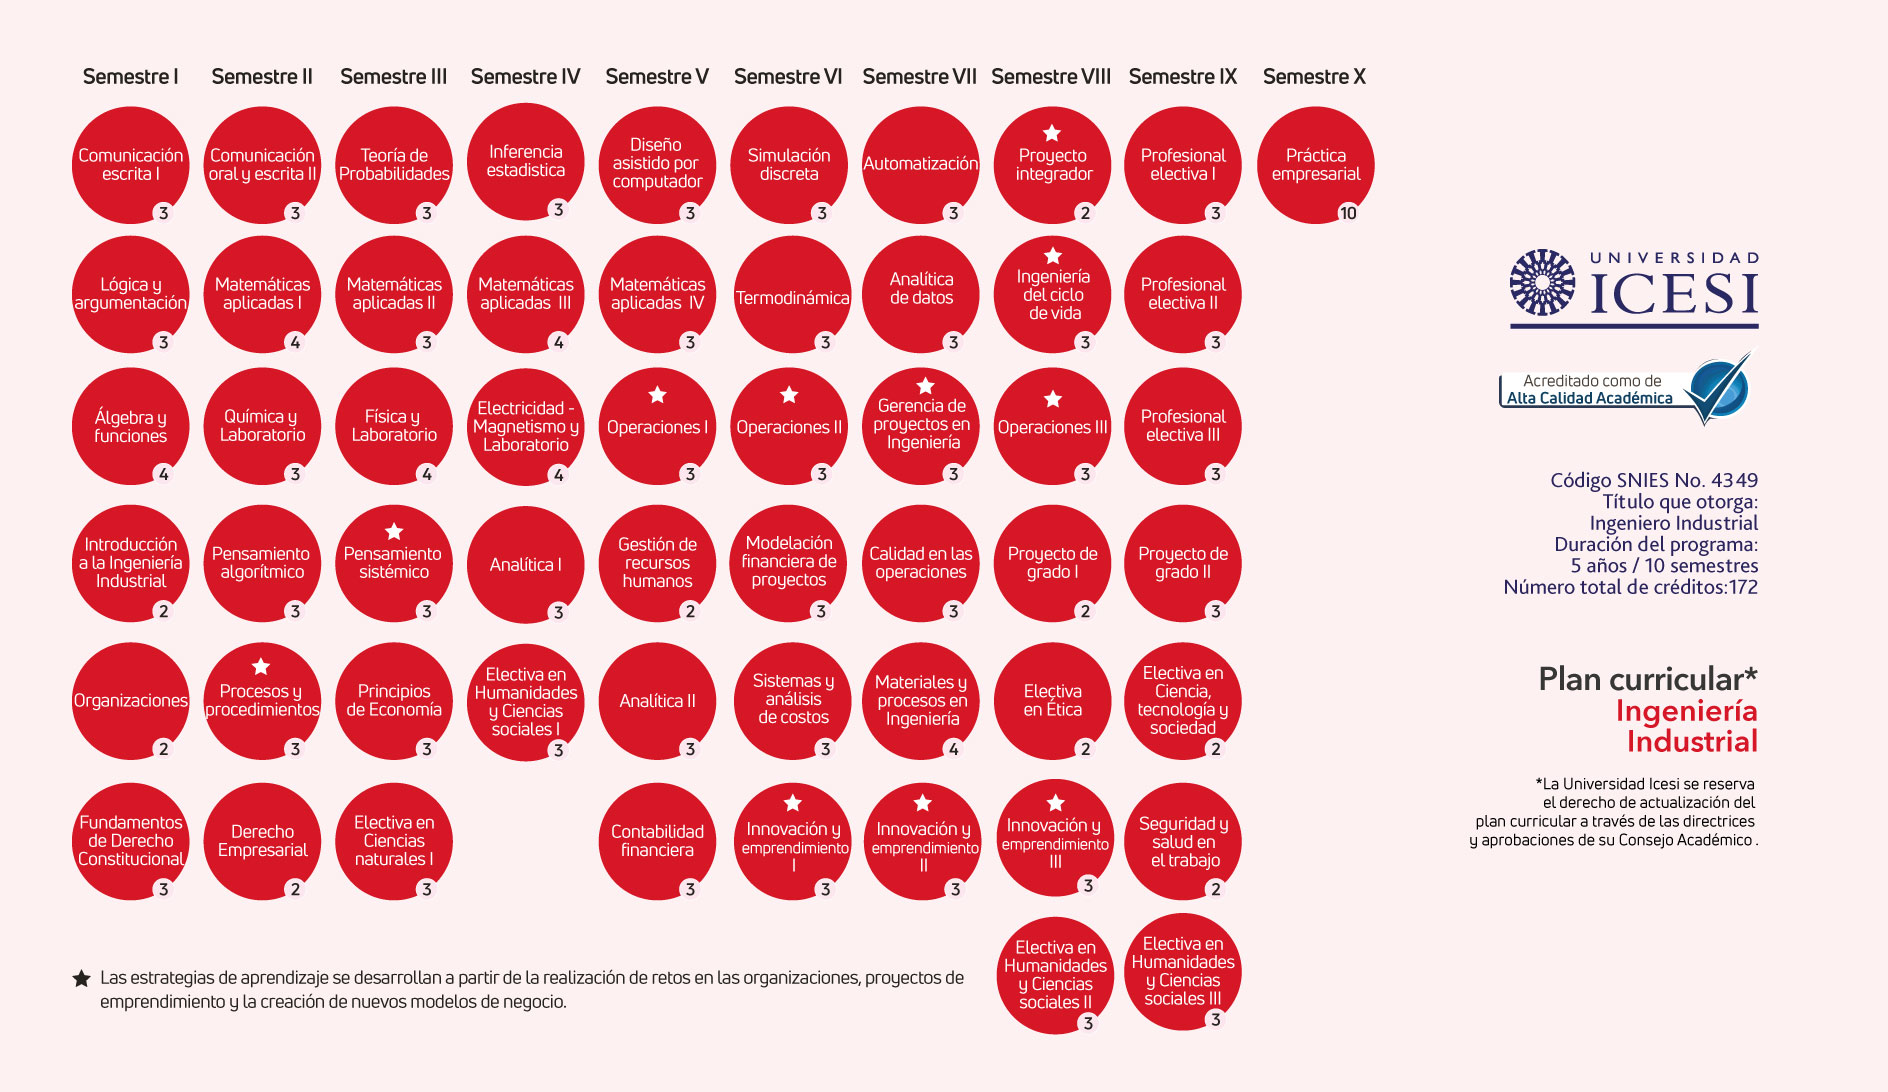 Semestre I
Semestre II
Semestre III
Semestre IV
Semestre V
Semestre VI
Semestre VII
Semestre VIII
Semestre IX
Semestre X
Comunicación
escrita I
3
Comunicación
oral y escrita II
3
Teoría de
Probabilidades
3
Inferencia
estadistica
3
Diseño
asistido por
computador
3
Simulación
discreta
3
Automatización
3
Proyecto
integrador
2
Profesional
electiva I
3
Práctica
empresarial
10
Lógica y
argumentación
3
Matemáticas
aplicadas I
4
Matemáticas
aplicadas II
3
Matemáticas
aplicadas III
4
Matemáticas
aplicadas IV
3
Termodinámica
3
Analítica
de datos
3
Ingeniería
del ciclo
de vida
3
Profesional
electiva II
3
Álgebra y
funciones
4
Química y
Laboratorio
3
Física y
Laboratorio
4
Electricidad -
Magnetismo y
Laboratorio
4
Operaciones I
3
Operaciones II
3
Gerencia de
proyectos en
Ingeniería
3
Operaciones III
3
Profesional
electiva III
3
Introducción
a la Ingeniería
Industrial
2
Pensamiento
algorítmico
3
Pensamiento
sistémico
3
Analítica I
3
Gestión de
recursos
humanos
2
Modelación
financiera de
proyectos
3
Calidad en las
operaciones
3
Proyecto de
grado I
2
Proyecto de
grado II
3
Organizaciones
2
Procesos y
procedimientos
3
Principios
de Economía
3
Electiva en
Humanidades
y Ciencias
sociales I
3
Analítica II
3
Sistemas y
análisis
de costos
3
Materiales y
procesos en
Ingeniería
4
Electiva
en Ética
2
Electiva en
Ciencia,
tecnología y
sociedad
2
Fundamentos
de Derecho
Constitucional
3
Derecho
Empresarial
2
Electiva en
Ciencias
naturales I
3
Contabilidad
financiera
3
Innovación y
emprendimiento
I
3
Innovación y
emprendimiento
II
3
Innovación y
emprendimiento
III
3
Seguridad y
salud en
el trabajo
2
Electiva en
Humanidades
y Ciencias
sociales II
3
Electiva en
Humanidades
y Ciencias
sociales III
3
★ Las estrategias de aprendizaje se desarrollan a partir de la realización de retos en las organizaciones, proyectos de
emprendimiento y la creación de nuevos modelos de negocio.
UNIVERSIDAD
ICESI
Acreditado como de
Alta Calidad Académica
Código SNIES No. 4349
Título que otorga:
Ingeniero Industrial
Duración del programa:
5 años / 10 semestres
Número total de créditos:172
Plan curricular*
Ingeniería
Industrial
*La Universidad Icesi se reserva
el derecho de actualización del
plan curricular a través de las directrices
y aprobaciones de su Consejo Académico .